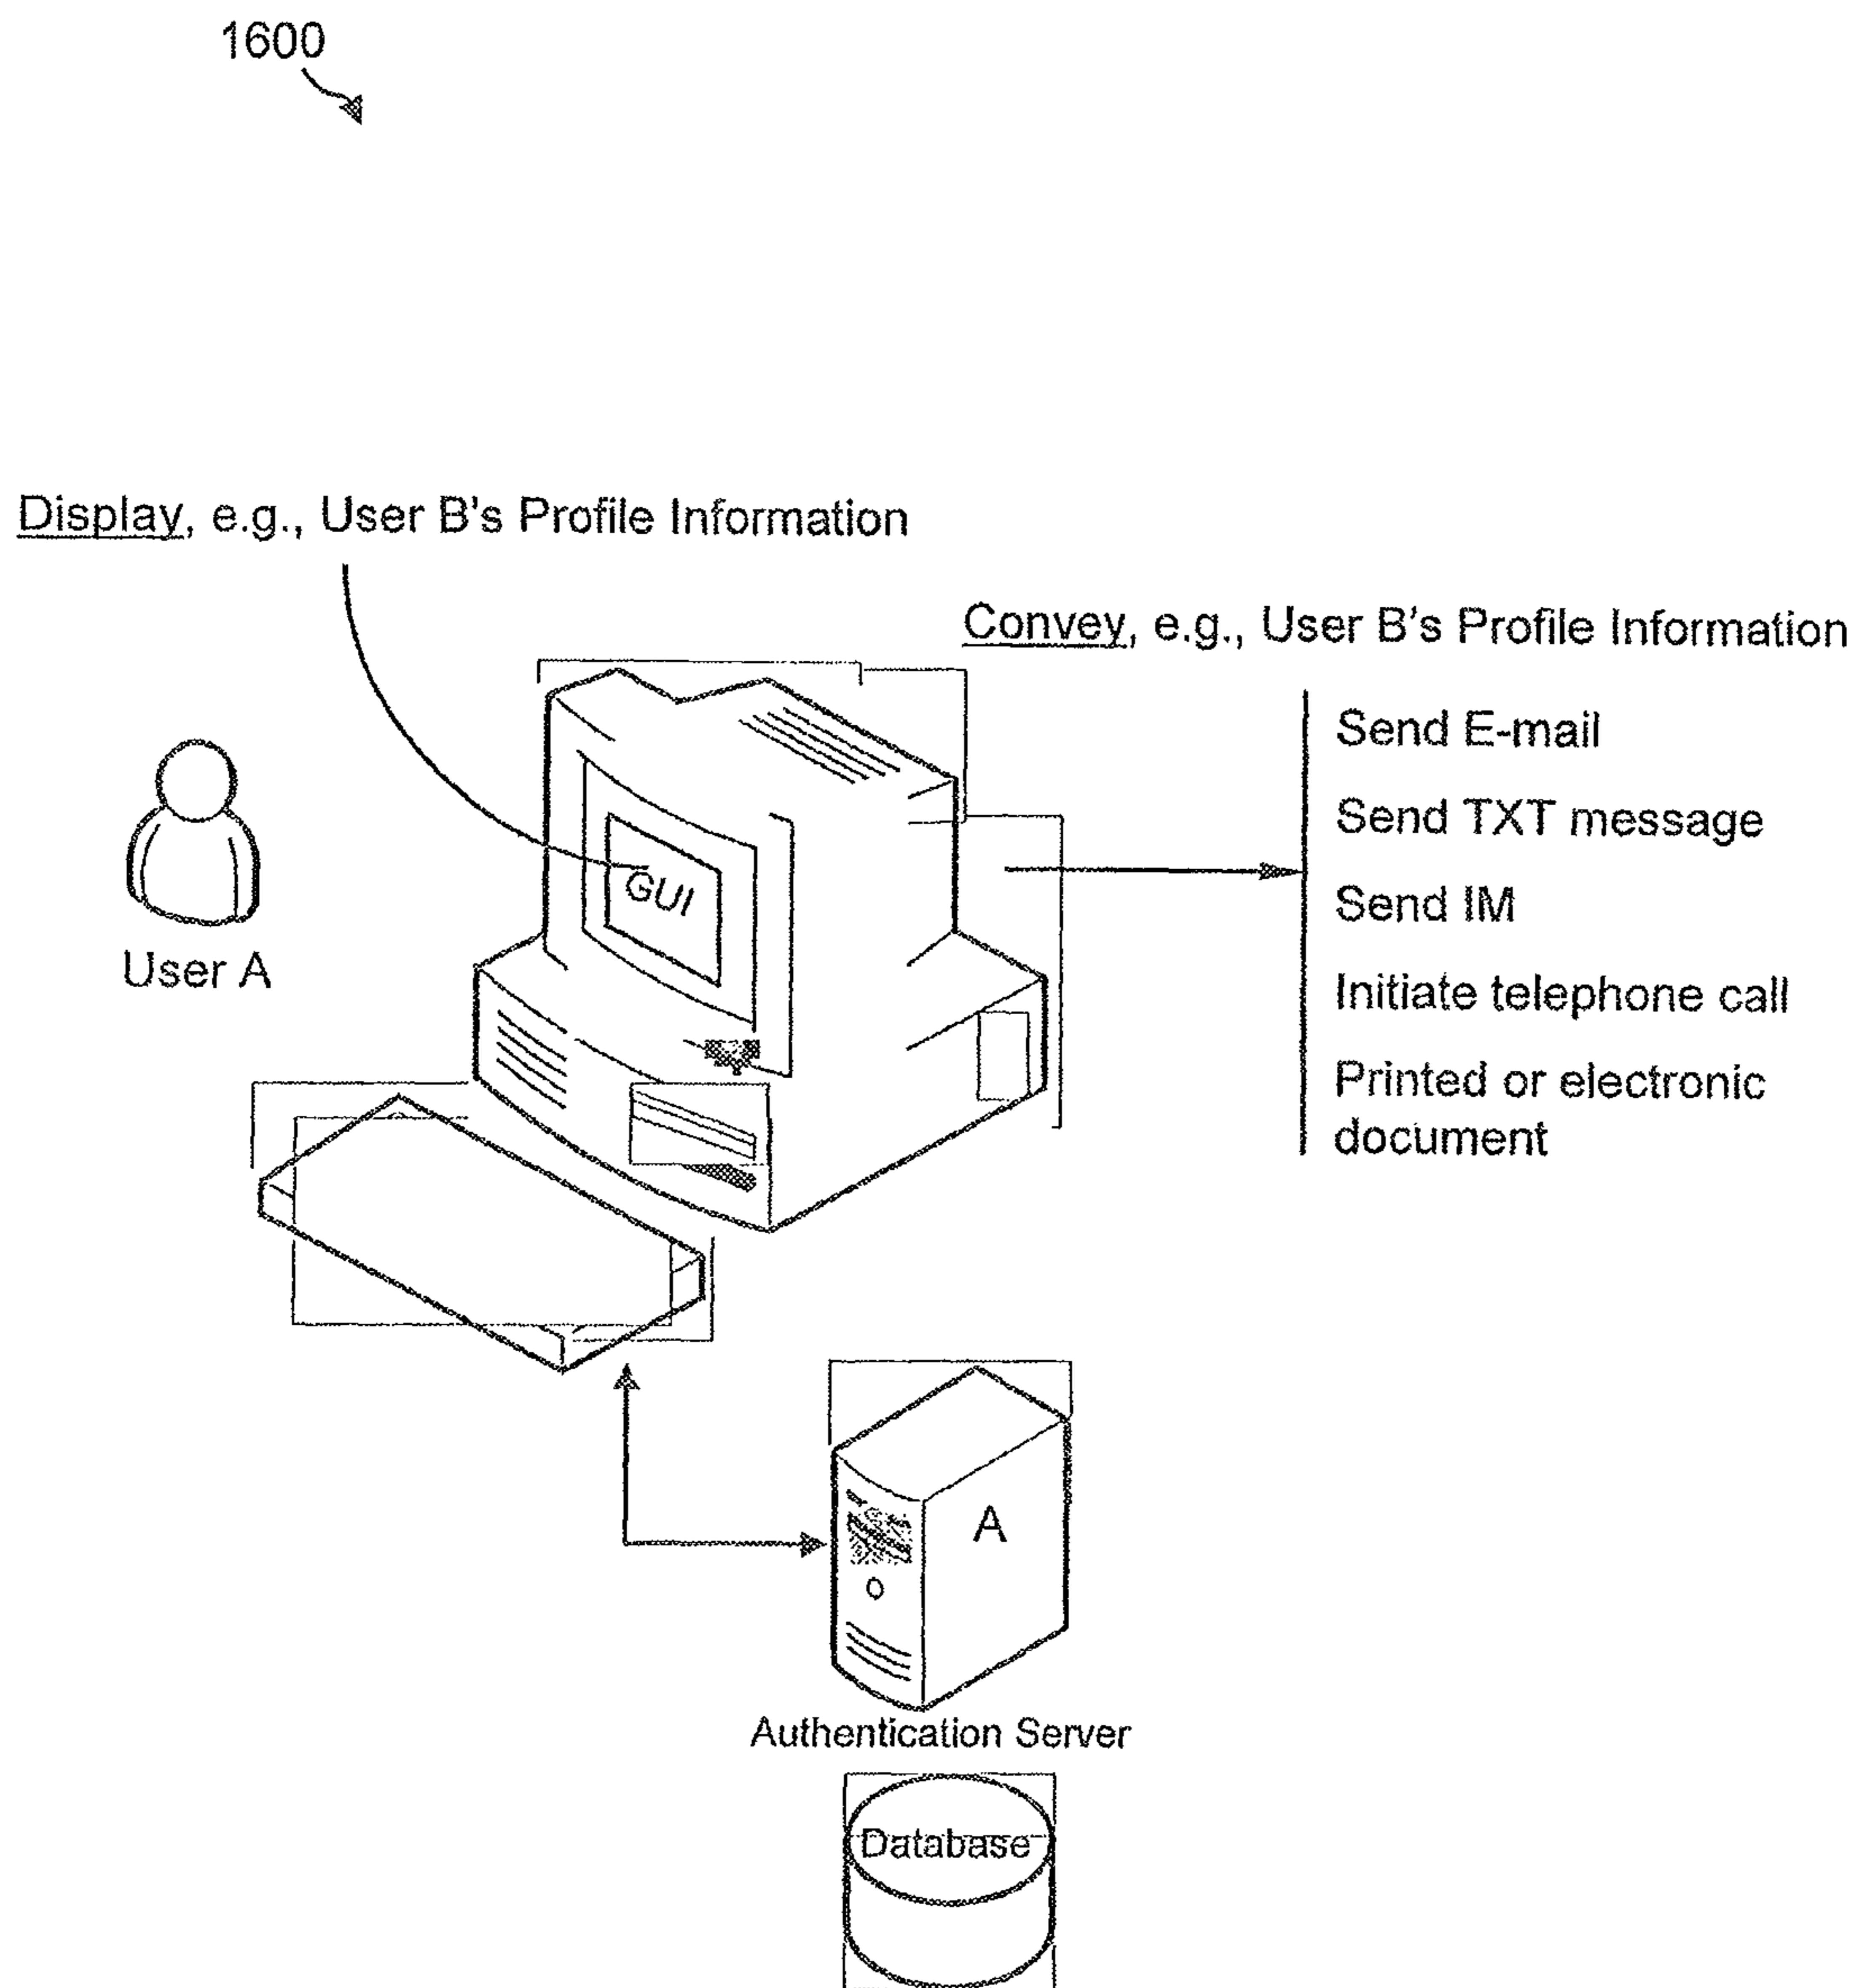 1600
Display, e.g., User B's Profile Information
Convey, e.g., User B's Profile Information
Send E-mail
Send TXT message
Send IM
Initiate telephone call
Printed or electronic
document
GUI
User A
A
Authentication Server
Database